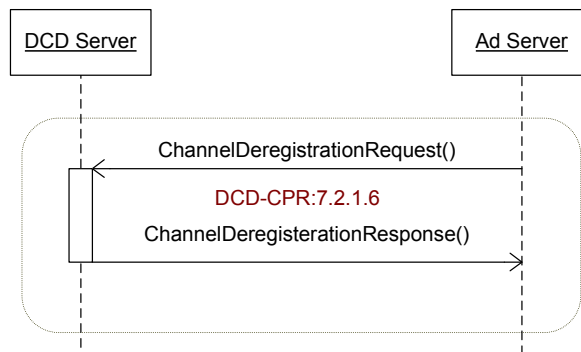 DCD Server
Ad Server
ChannelDeregistrationRequest()
DCD-CPR:7.2.1.6
ChannelDeregisterationResponse()